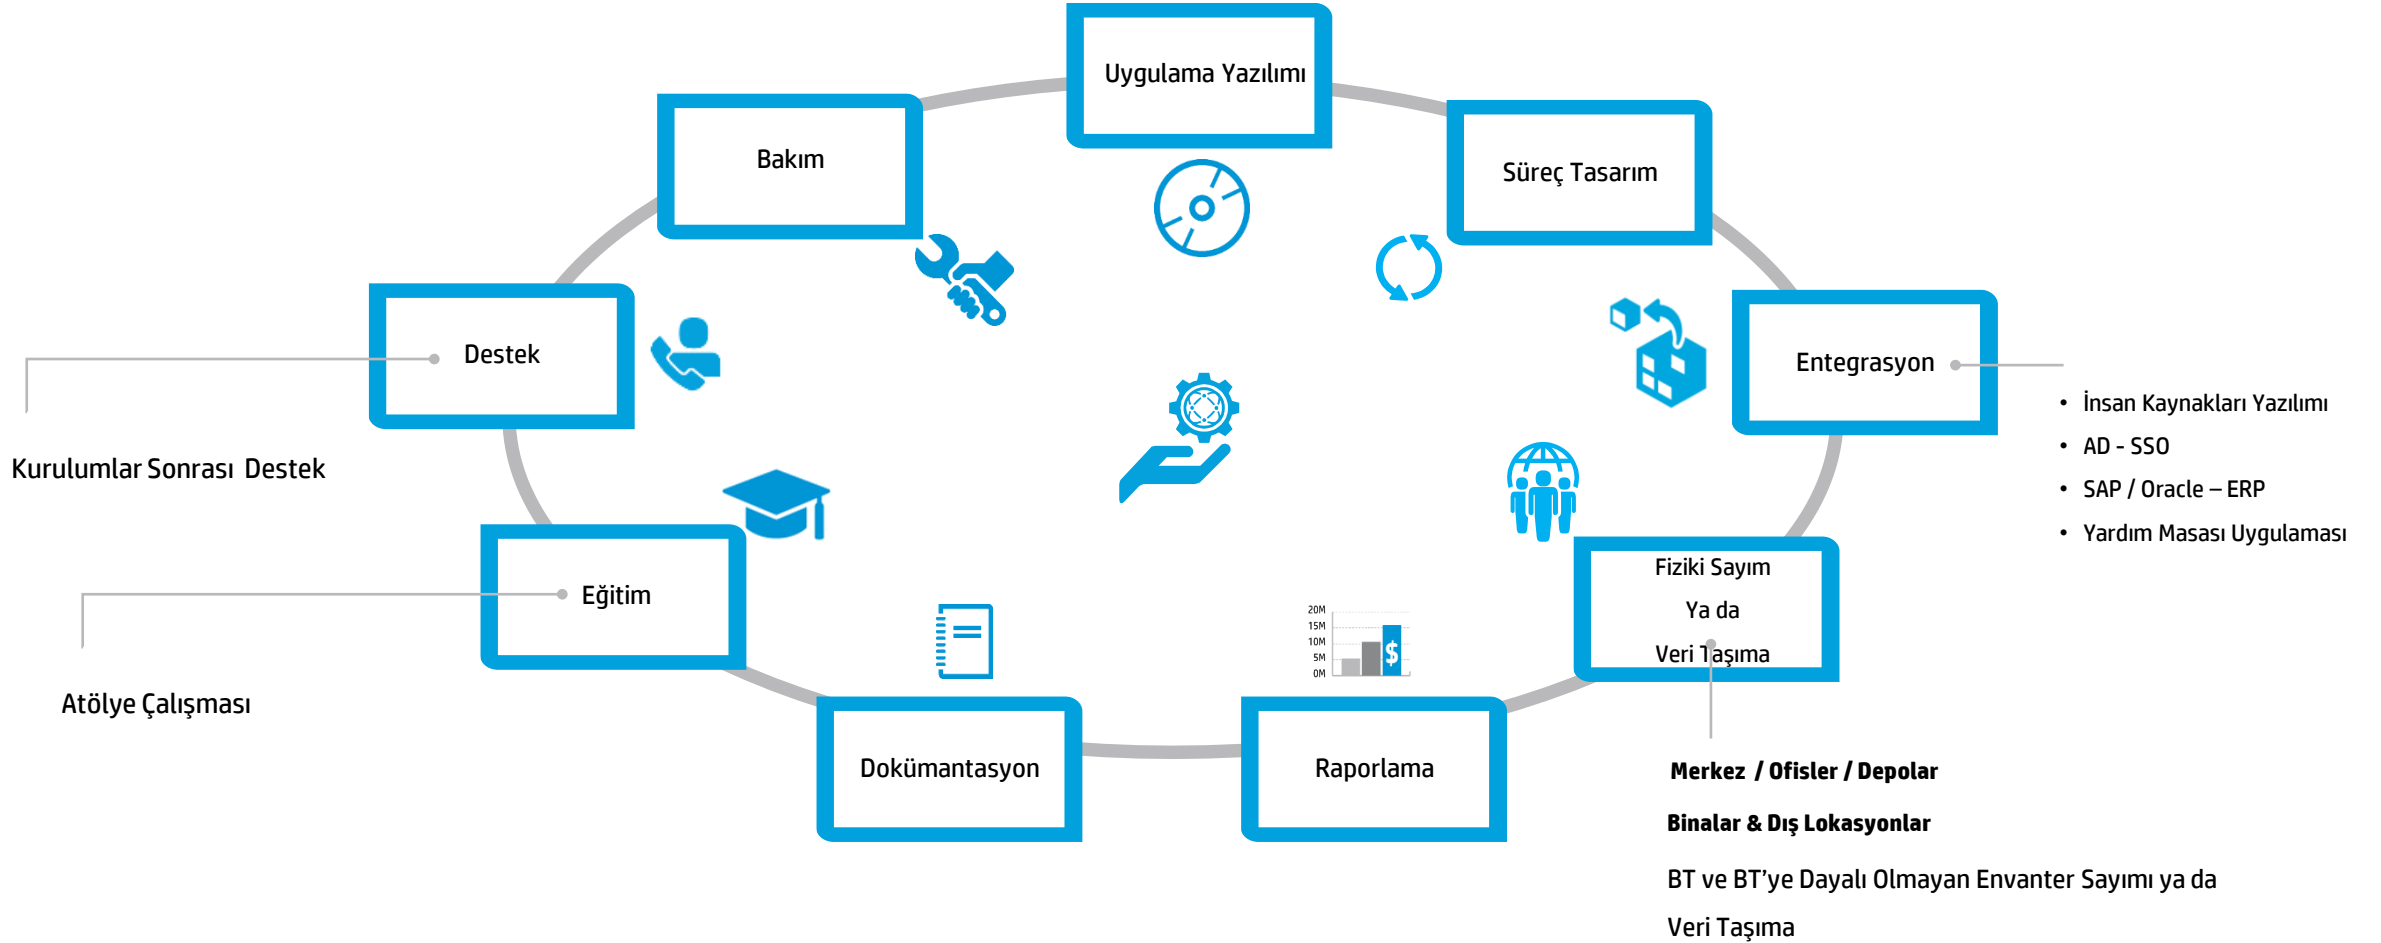 Uygulama Yazılımı
Bakım
Süreç Tasarım
Destek
Entegrasyon
• İnsan Kaynakları Yazılımı
• AD - SSO
• SAP / Oracle – ERP
• Yardım Masası Uygulaması
Kurulumlar Sonrası Destek
Eğitim
Atölye Çalışması
Fiziki Sayım
Ya da
Veri Taşıma
20M
15M
10M
5M
0M
$
Dokümantasyon
Raporlama
Merkez / Ofisler / Depolar
Binalar & Dış Lokasyonlar
BT ve BT’ye Dayalı Olmayan Envanter Sayımı ya da
Veri Taşıma